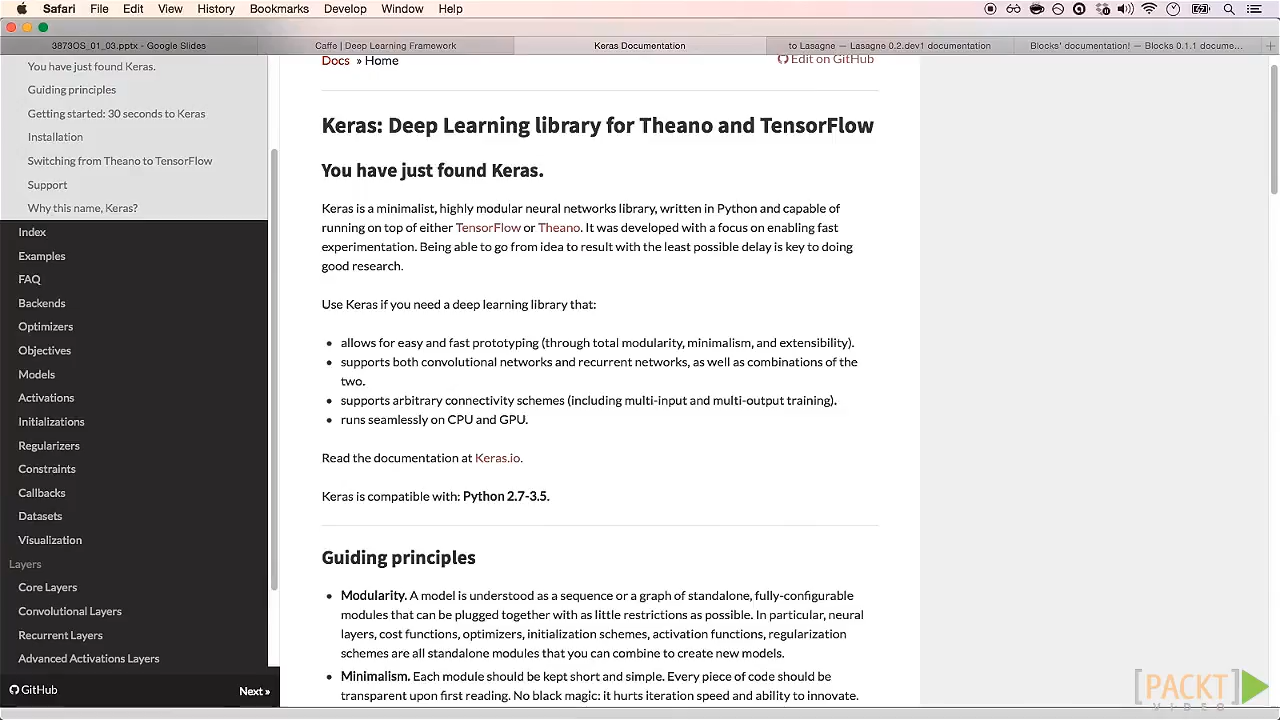 Safari File Edit View History Bookmarks Develop Window Help
3873OS_01_03.pptx - Google Slides
Caffe | Deep Learning Framework
Keras Documentation
to Lasagne — Lasagne 0.2.dev1 documentation
Blocks' documentation! — Blocks 0.1.1 docume...
You have just found Keras.
Guiding principles
Getting started: 30 seconds to Keras
Installation
Switching from Theano to TensorFlow
Support
Why this name, Keras?
Index
Examples
FAQ
Backends
Optimizers
Objectives
Models
Activations
Initializations
Regularizers
Constraints
Callbacks
Datasets
Visualization
Layers
Core Layers
Convolutional Layers
Recurrent Layers
Advanced Activations Layers
GitHub
Next »
Docs » Home
Edit on GitHub
Keras: Deep Learning library for Theano and TensorFlow
You have just found Keras.
Keras is a minimalist, highly modular neural networks library, written in Python and capable of
running on top of either TensorFlow or Theano. It was developed with a focus on enabling fast
experimentation. Being able to go from idea to result with the least possible delay is key to doing
good research.
Use Keras if you need a deep learning library that:
• allows for easy and fast prototyping (through total modularity, minimalism, and extensibility).
• supports both convolutional networks and recurrent networks, as well as combinations of the
two.
• supports arbitrary connectivity schemes (including multi-input and multi-output training).
• runs seamlessly on CPU and GPU.
Read the documentation at Keras.io.
Keras is compatible with: Python 2.7-3.5.
Guiding principles
• Modularity. A model is understood as a sequence or a graph of standalone, fully-configurable
modules that can be plugged together with as little restrictions as possible. In particular, neural
layers, cost functions, optimizers, initialization schemes, activation functions, regularization
schemes are all standalone modules that you can combine to create new models.
• Minimalism. Each module should be kept short and simple. Every piece of code should be
transparent upon first reading. No black magic: it hurts iteration speed and ability to innovate.
[PACKT]
VIDEO